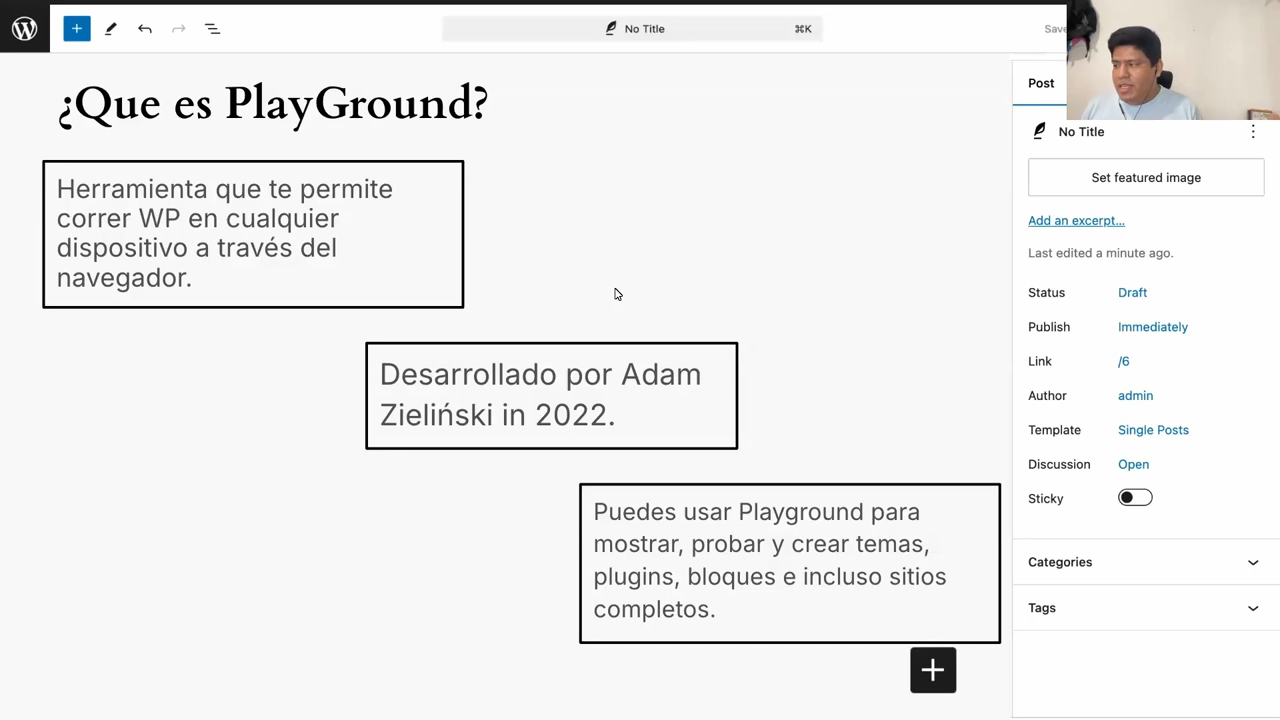 No Title
⌘K
Save
¿Que es PlayGround?
Herramienta que te permite
correr WP en cualquier
dispositivo a través del
navegador.
Desarrollado por Adam
Zieliński in 2022.
Puedes usar Playground para
mostrar, probar y crear temas,
plugins, bloques e incluso sitios
completos.
Post
No Title
Set featured image
Add an excerpt...
Last edited a minute ago.
Status Draft
Publish Immediately
Link /6
Author admin
Template Single Posts
Discussion Open
Sticky
Categories
Tags